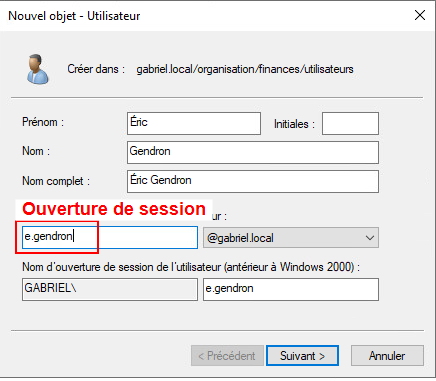 Nouvel objet - Utilisateur
Créer dans : gabriel.local/organisation/finances/utilisateurs
Prénom : Éric Initiales :
Nom : Gendron
Nom complet : Éric Gendron
Ouverture de session ur :
e.gendron @gabriel.local
Nom d'ouverture de session de l'utilisateur (antérieur à Windows 2000) :
GABRIEL\ e.gendron
< Précédent Suivant > Annuler